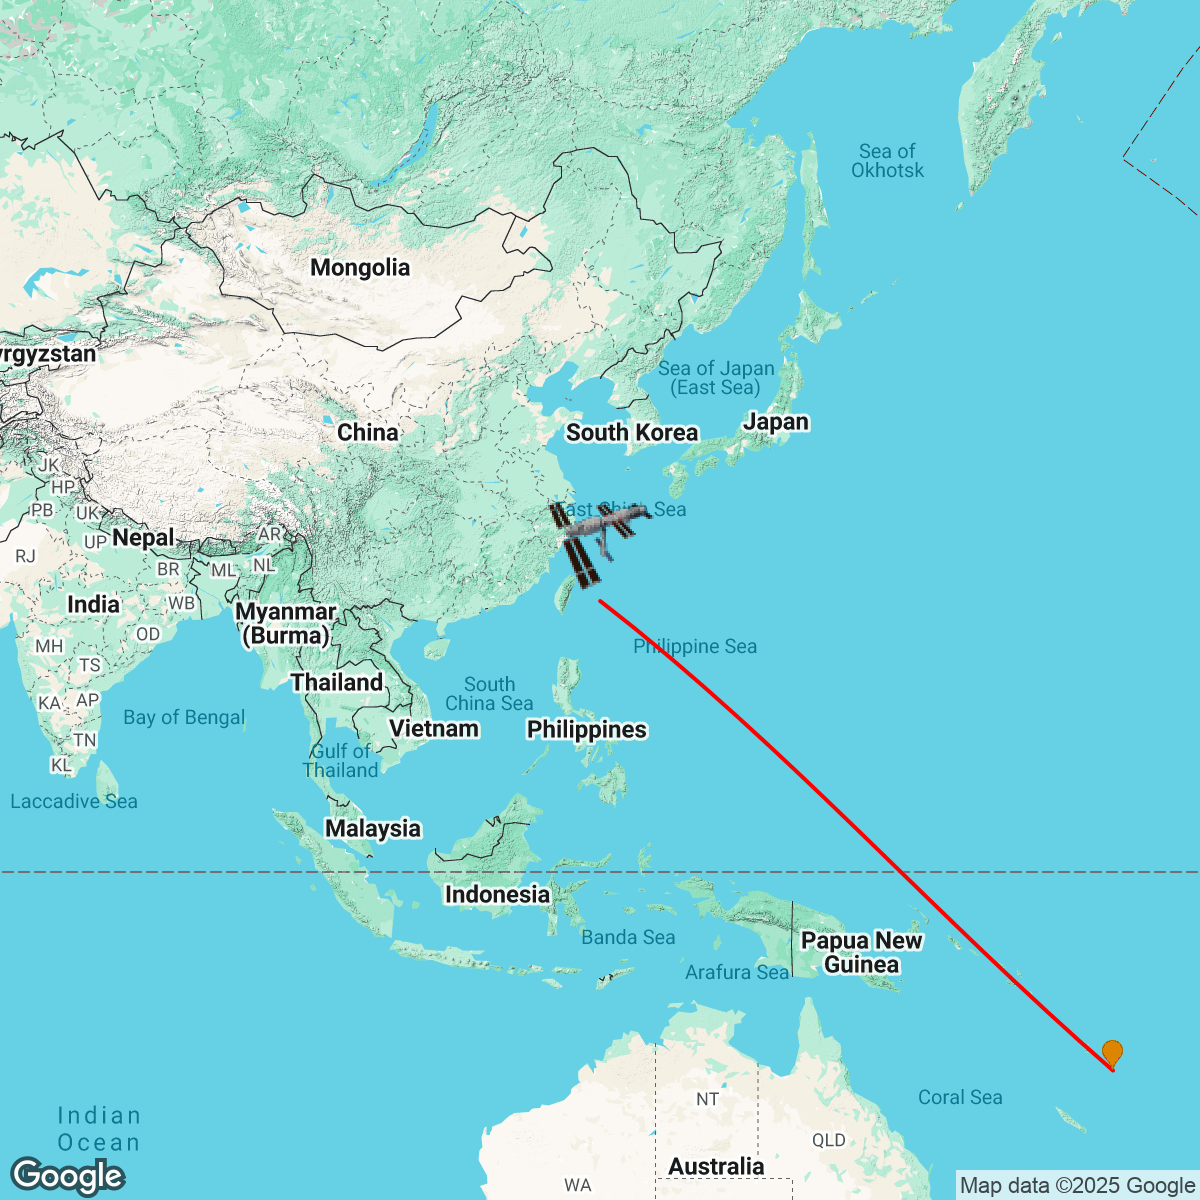 Sea of
Okhotsk
Mongolia
yrgyzstan
Sea of Japan
(East Sea)
China
South Korea
Japan
JK
HP
PB
UK
East China Sea
Nepal
AR
UP
RJ
BR
ML
NL
India
WB
Myanmar
(Burma)
OD
MH
TS
Philippine Sea
Thailand
South
China Sea
KA
AP
Bay of Bengal
Vietnam
Philippines
TN
KL
Gulf of
Thailand
Laccadive Sea
Malaysia
Indonesia
Banda Sea
Papua New
Guinea
Arafura Sea
Indian
Ocean
NT
Coral Sea
QLD
Australia
WA
Google
Map data ©2025 Google